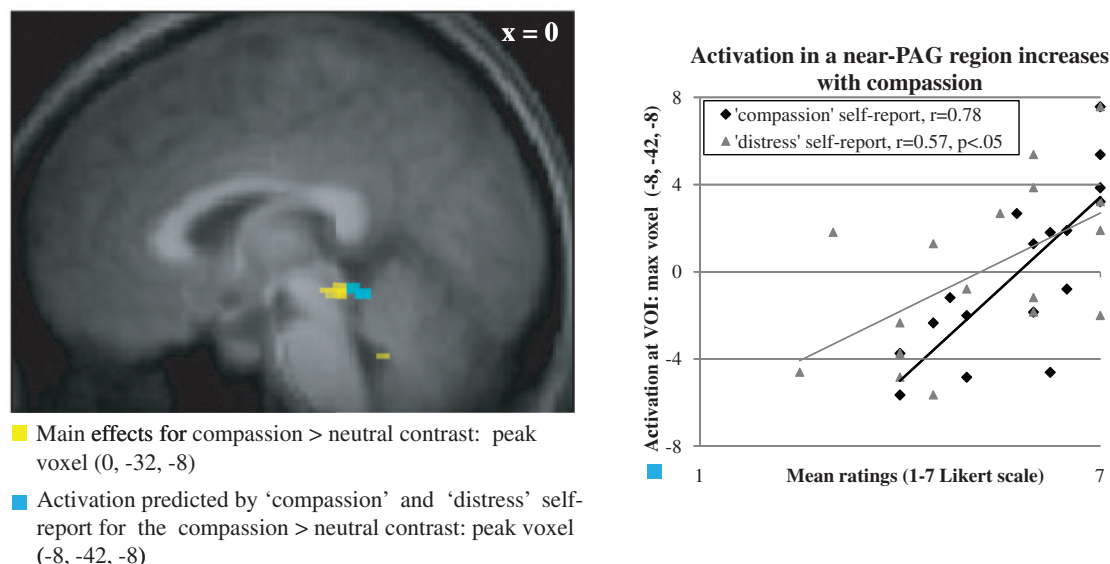 x = 0
Main effects for compassion > neutral contrast: peak
voxel (0, -32, -8)
Activation predicted by ‘compassion’ and ‘distress’ self-
report for the compassion > neutral contrast: peak voxel
(-8, -42, -8)
Activation in a near-PAG region increases
with compassion
'compassion' self-report, r=0.78
'distress' self-report, r=0.57, p<.05
Activation at VOI: max voxel (-8, -42, -8)
8
4
0
-4
-8
1
Mean ratings (1-7 Likert scale)
7